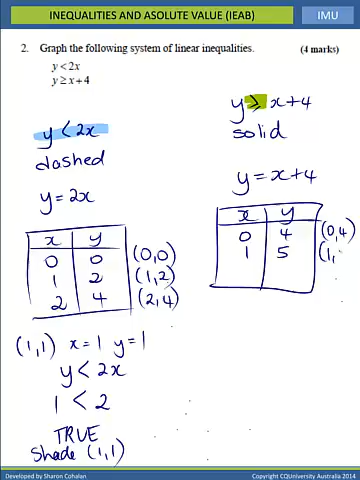 INEQUALITIES AND ASOLUTE VALUE (IEAB)
IMU
2. Graph the following system of linear inequalities. (4 marks)
y < 2x
y ≥ x + 4
y < 2x
dashed
y = 2x
x y
0 0 (0,0)
1 2 (1,2)
2 4 (2,4)
(1,1) x=1 y=1
y < 2x
1 < 2
TRUE
Shade (1,1)
y ≥ x+4
solid
y = x+4
x y
0 4 (0,4)
1 5 (1,
Developed by Sharon Cohalan
Copyright CQUniversity Australia 2014